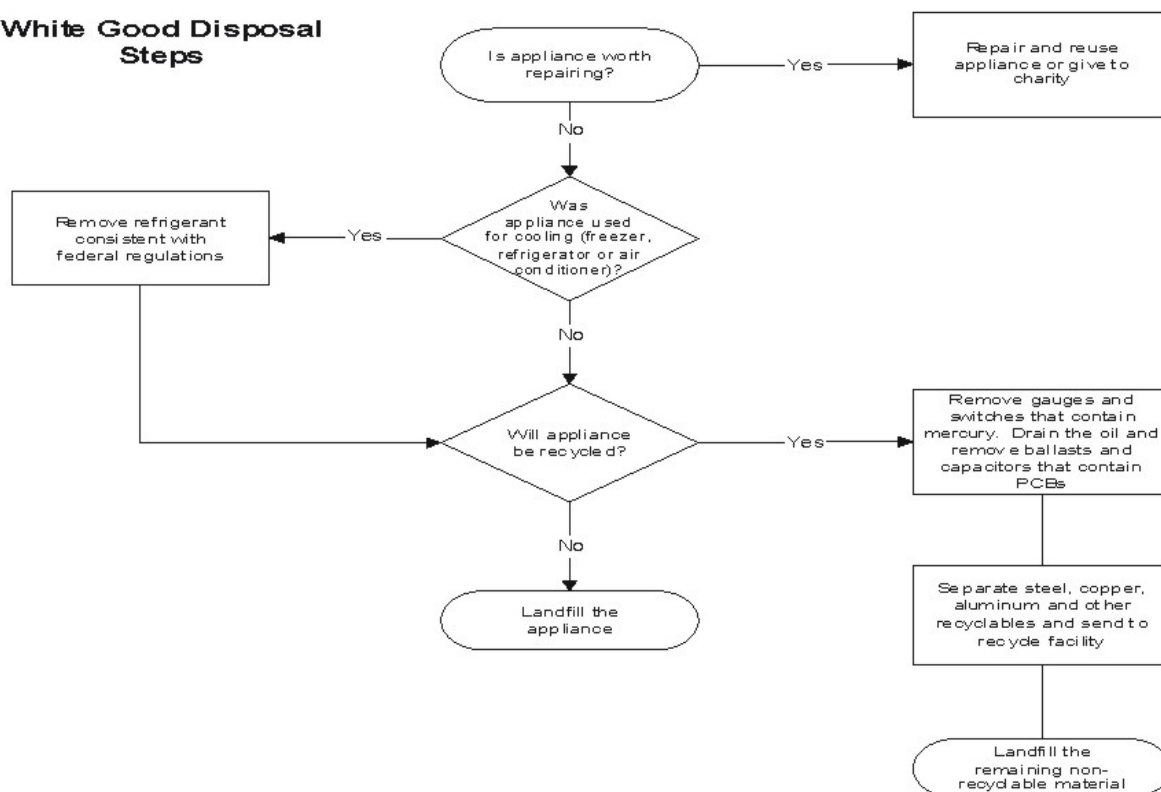 White Good Disposal
Steps
Is appliance worth
repairing?
Yes
Repair and reuse
appliance or give to
charity
No
Was
appliance used
for cooling (freezer,
refrigerator or air
conditioner)?
Yes
Remove refrigerant
consistent with
federal regulations
No
Will appliance
be recycled?
Yes
Remove gauges and
switches that contain
mercury. Drain the oil and
remove ballasts and
capacitors that contain
PCBs
No
Landfill the
appliance
Separate steel, copper,
aluminum and other
recyclables and send to
recycle facility
Landfill the
remaining non-
recyclable material